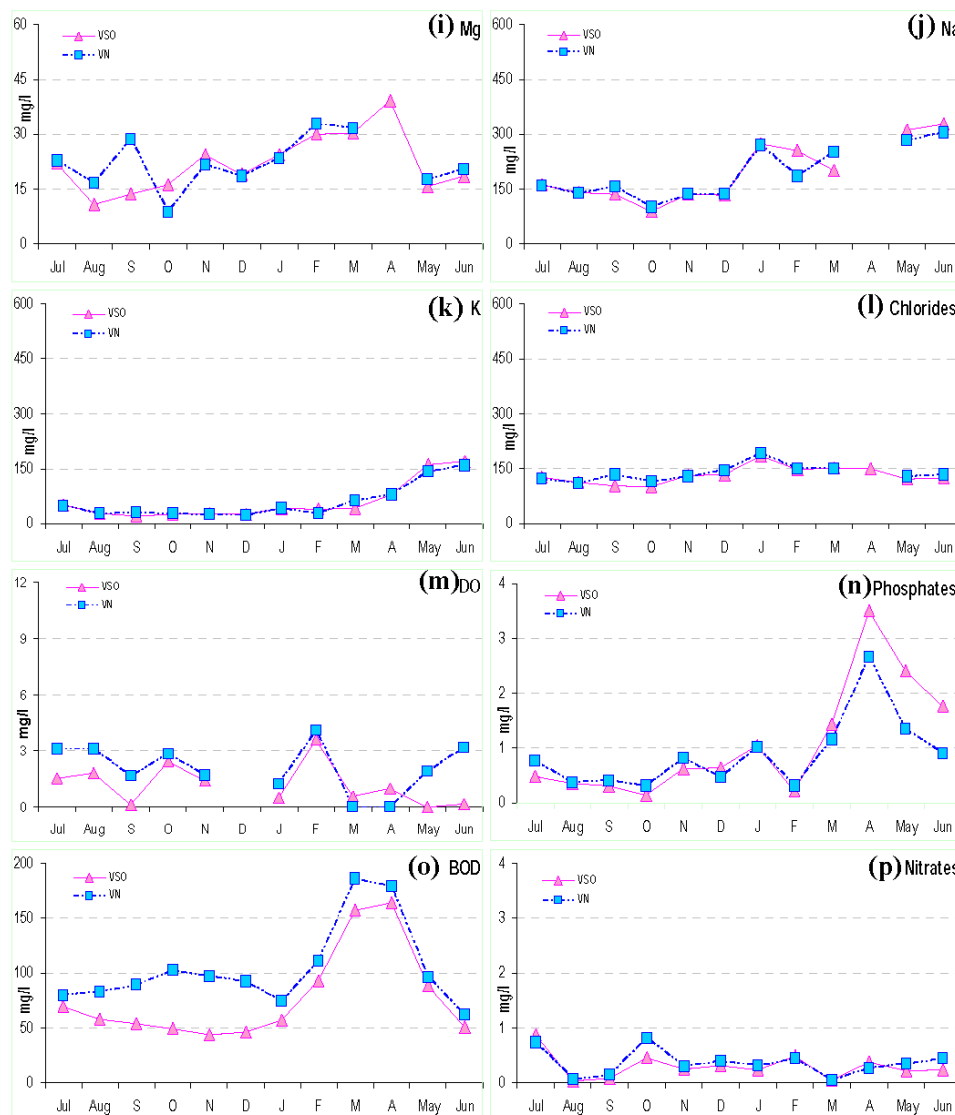 (i) Mg
60
45
30
15
0
mg/l
VSO
VN
Jul Aug S O N D J F M A May Jun
(j) Na
600
450
300
150
0
mg/l
VSO
VN
Jul Aug S O N D J F M A May Jun
(k) K
600
450
300
150
0
mg/l
VSO
VN
Jul Aug S O N D J F M A May Jun
(l) Chlorides
600
450
300
150
0
mg/l
VSO
VN
Jul Aug S O N D J F M A May Jun
(m) DO
12
9
6
3
0
mg/l
VSO
VN
Jul Aug S O N D J F M A May Jun
(n) Phosphates
4
3
2
1
0
mg/l
VSO
VN
Jul Aug S O N D J F M A May Jun
(o) BOD
200
150
100
50
0
mg/l
VSO
VN
Jul Aug S O N D J F M A May Jun
(p) Nitrates
4
3
2
1
0
mg/l
VSO
VN
Jul Aug S O N D J F M A May Jun